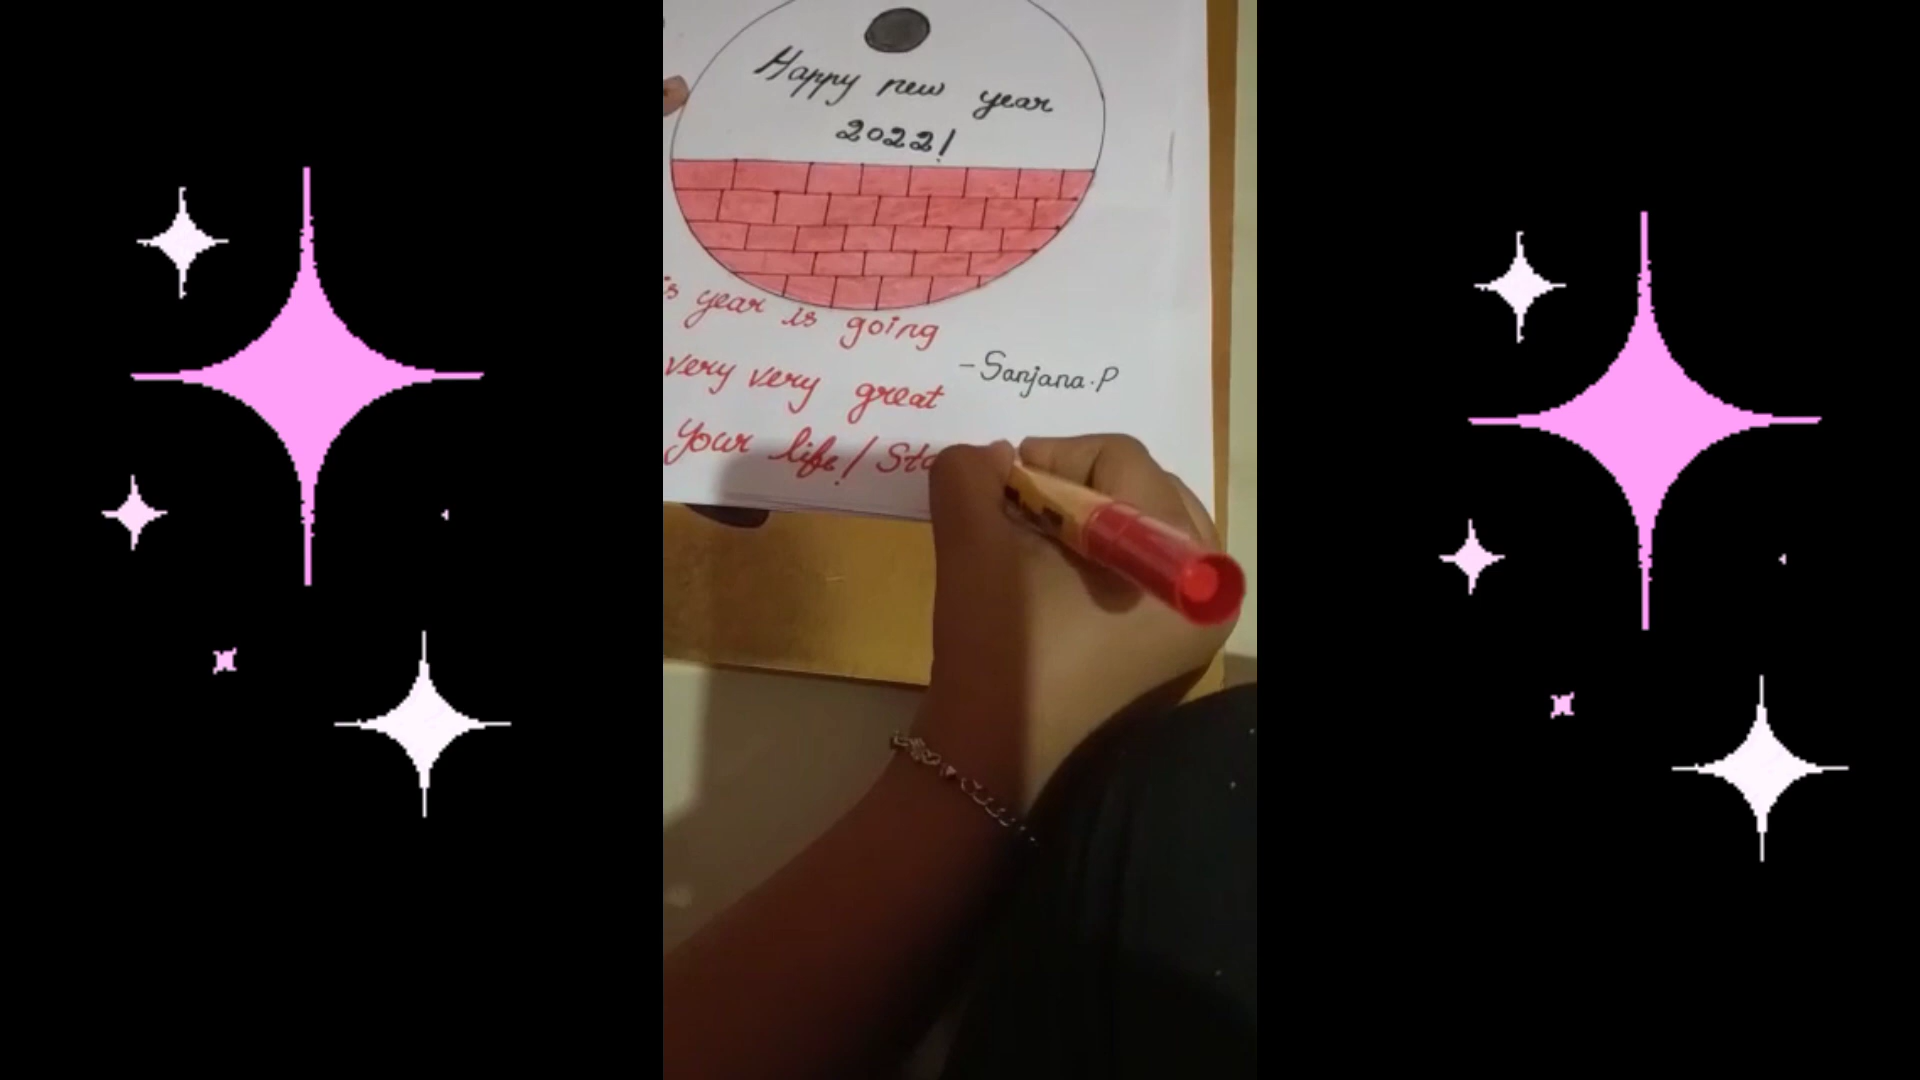 Happy new year
2022!
year is going
very very great
- Sanjana.P
your life!